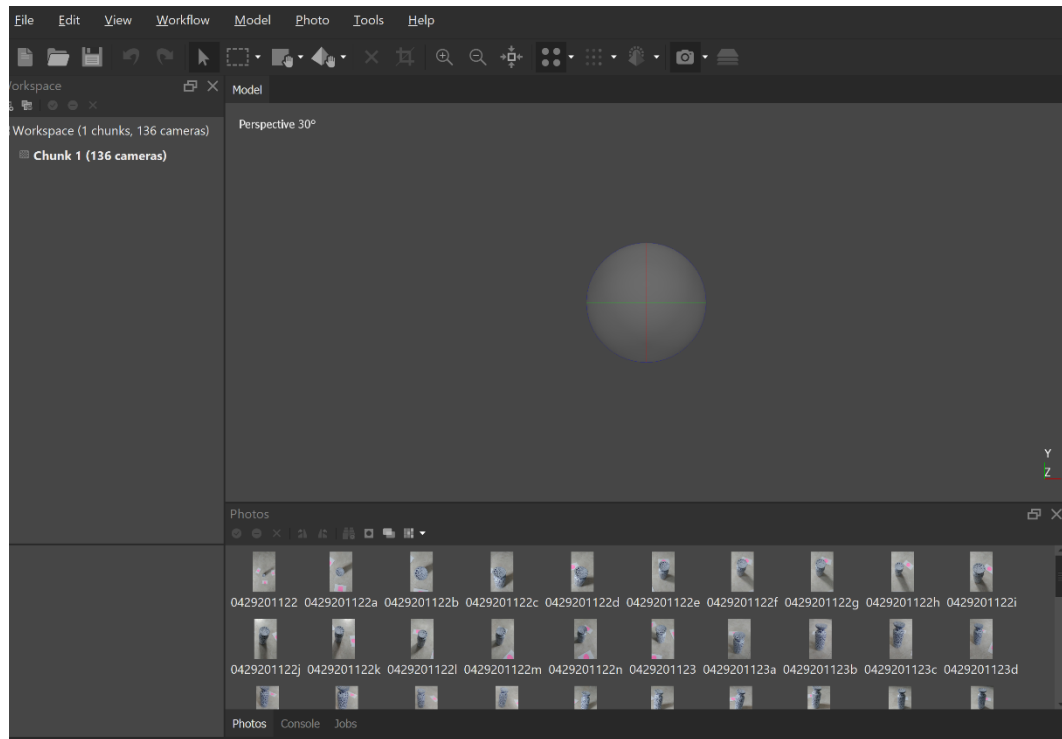 File Edit View Workflow Model Photo Tools Help
Workspace
Model
Workspace (1 chunks, 136 cameras)
Chunk 1 (136 cameras)
Perspective 30°
Y
Z
Photos
0429201122 0429201122a 0429201122b 0429201122c 0429201122d 0429201122e 0429201122f 0429201122g 0429201122h 0429201122i
0429201122j 0429201122k 0429201122l 0429201122m 0429201122n 0429201123 0429201123a 0429201123b 0429201123c 0429201123d
Photos Console Jobs